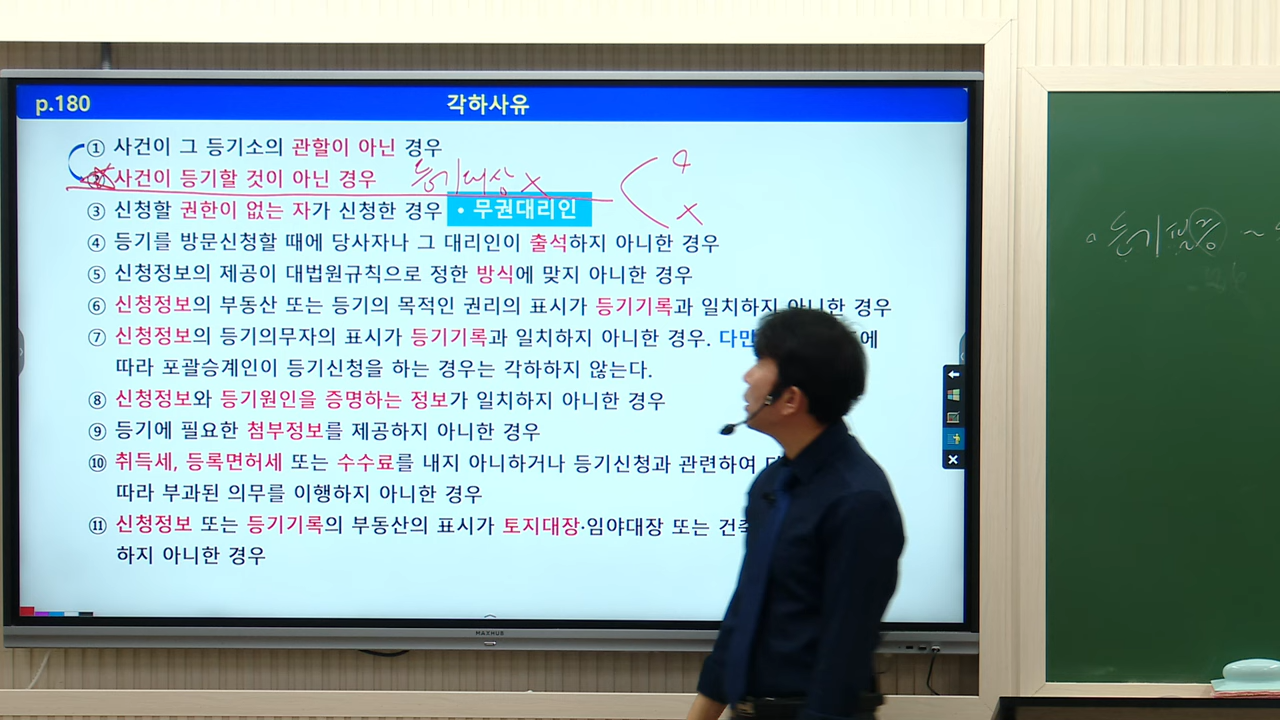 p.180 각하사유
① 사건이 그 등기소의 관할이 아닌 경우
② 사건이 등기할 것이 아닌 경우 등기대상 X
③ 신청할 권한이 없는 자가 신청한 경우 • 무권대리인
X
④ 등기를 방문신청할 때에 당사자나 그 대리인이 출석하지 아니한 경우
⑤ 신청정보의 제공이 대법원규칙으로 정한 방식에 맞지 아니한 경우
⑥ 신청정보의 부동산 또는 등기의 목적인 권리의 표시가 등기기록과 일치하지 아니한 경우
⑦ 신청정보의 등기의무자의 표시가 등기기록과 일치하지 아니한 경우. 다만
에
따라 포괄승계인이 등기신청을 하는 경우는 각하하지 않는다.
⑧ 신청정보와 등기원인을 증명하는 정보가 일치하지 아니한 경우
⑨ 등기에 필요한 첨부정보를 제공하지 아니한 경우
⑩ 취득세, 등록면허세 또는 수수료를 내지 아니하거나 등기신청과 관련하여
따라 부과된 의무를 이행하지 아니한 경우
⑪ 신청정보 또는 등기기록의 부동산의 표시가 토지대장·임야대장 또는
하지 아니한 경우
MAXHUB
등기필증 ~